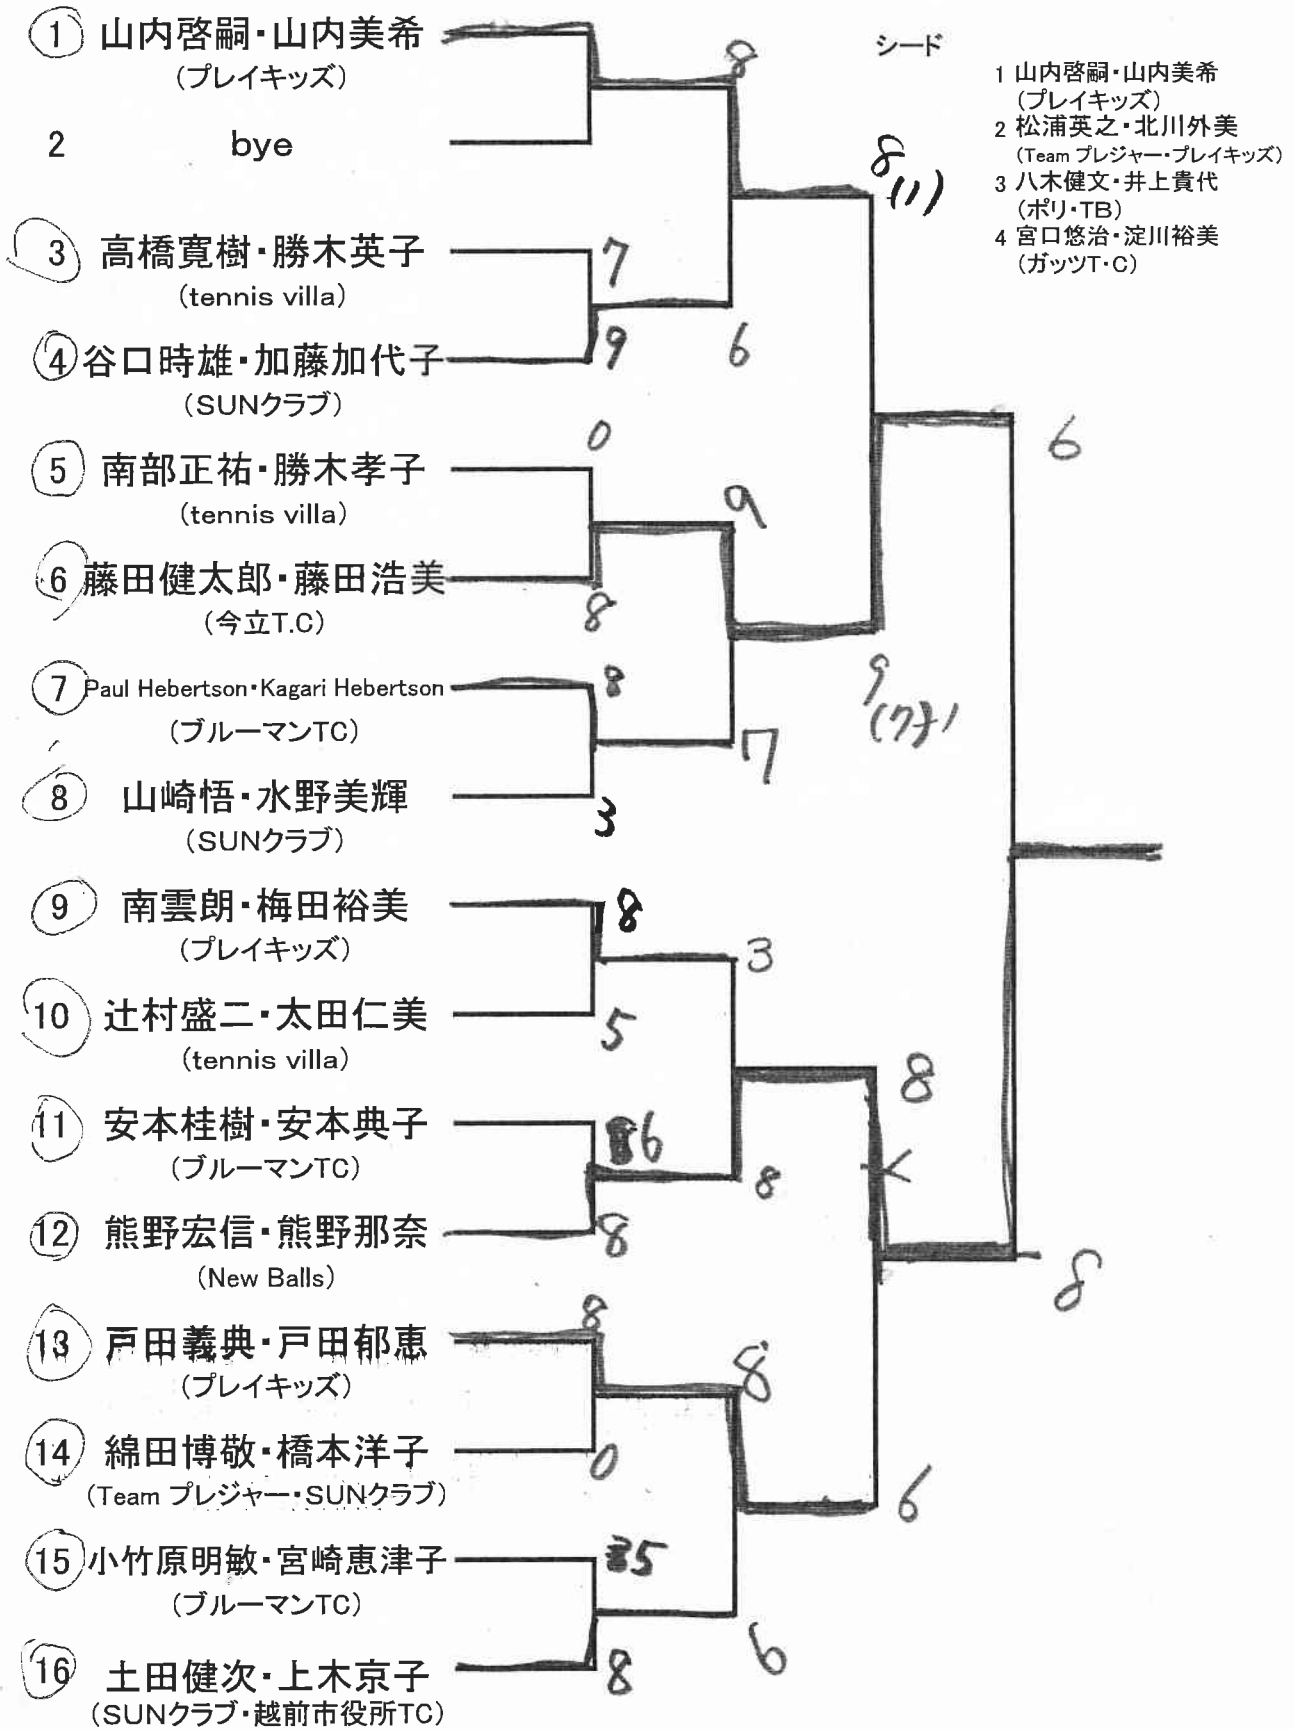 1 山内啓嗣・山内美希
(プレイキッズ)
2 bye
3 高橋寛樹・勝木英子
(tennis villa)
4 谷口時雄・加藤加代子
(SUNクラブ)
5 南部正祐・勝木孝子
(tennis villa)
6 藤田健太郎・藤田浩美
(今立T.C)
7 Paul Hebertson・Kagari Hebertson
(ブルーマンTC)
8 山崎悟・水野美輝
(SUNクラブ)
9 南雲朗・梅田裕美
(プレイキッズ)
10 辻村盛二・太田仁美
(tennis villa)
11 安本桂樹・安本典子
(ブルーマンTC)
12 熊野宏信・熊野那奈
(New Balls)
13 戸田義典・戸田郁恵
(プレイキッズ)
14 綿田博敬・橋本洋子
(Team プレジャー・SUNクラブ)
15 小竹原明敏・宮崎恵津子
(ブルーマンTC)
16 土田健次・上木京子
(SUNクラブ・越前市役所TC)
7
9
0
8
8
3
8
5
6
8
8
0
5
8
8
6
9
7
3
8
8
6
8(1)
9
8
6
6
8
シード
1 山内啓嗣・山内美希
(プレイキッズ)
2 松浦英之・北川外美
(Team プレジャー・プレイキッズ)
3 八木健文・井上貴代
(ポリ・TB)
4 宮口悠治・淀川裕美
(ガッツT・C)